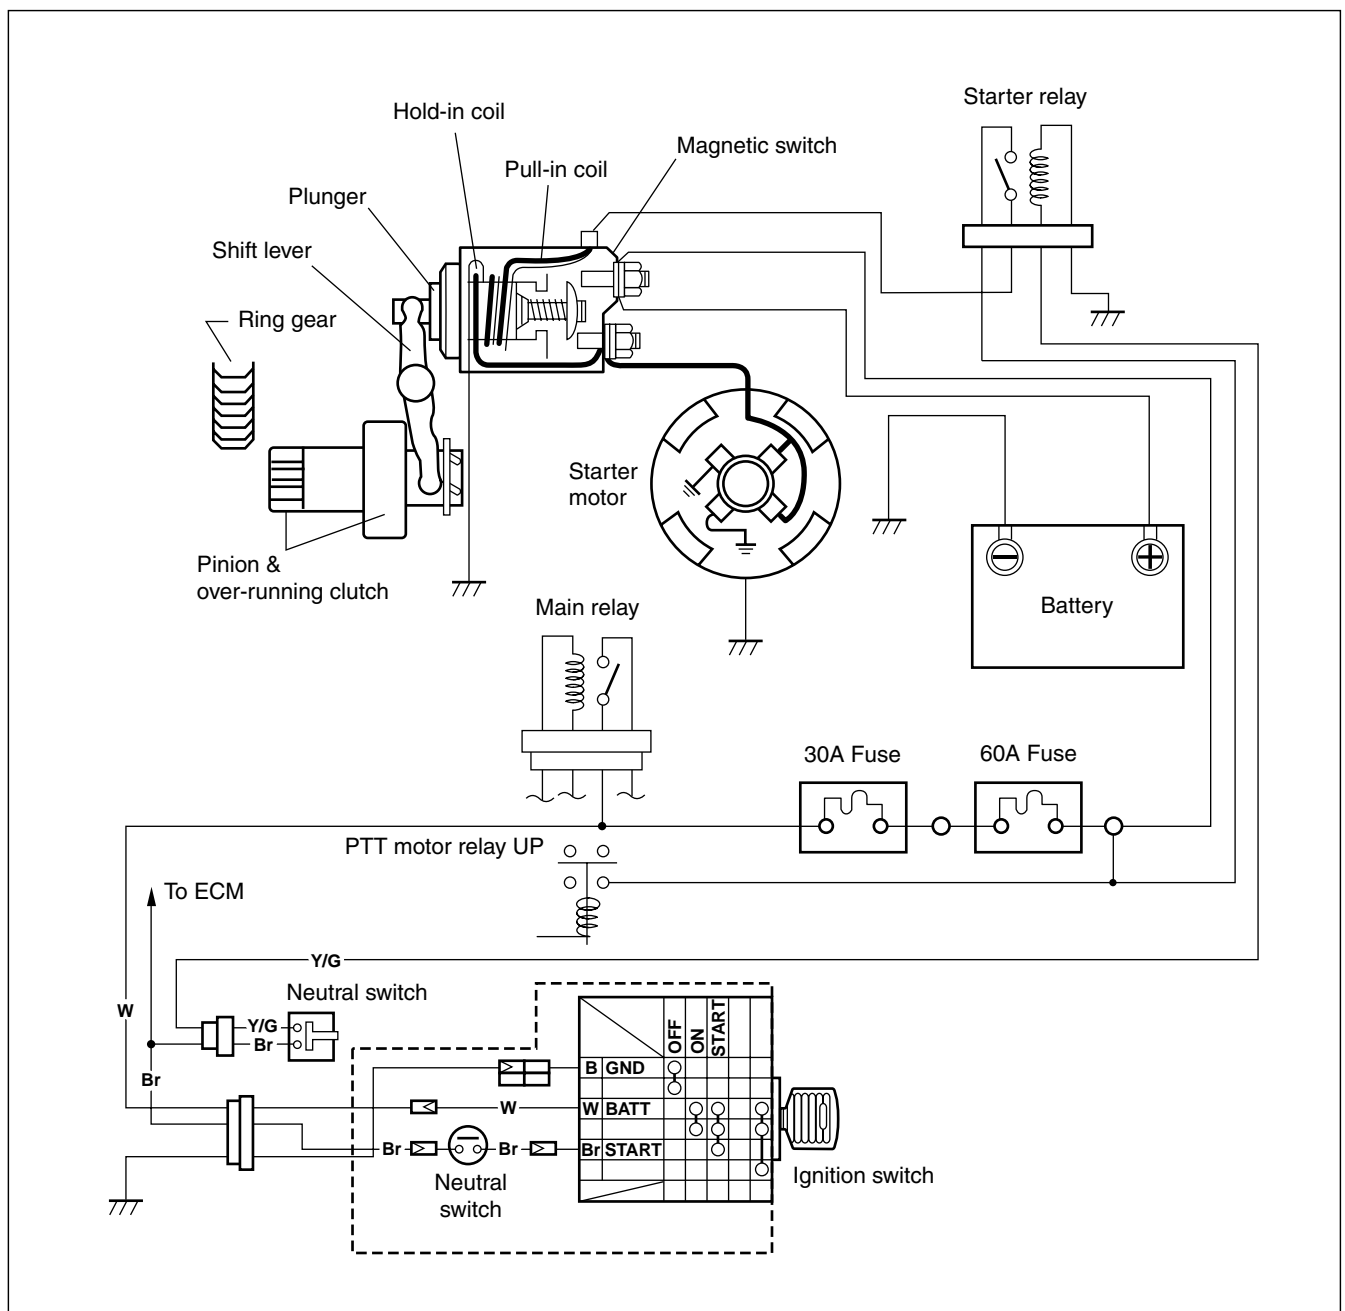 Starter relay
Hold-in coil
Magnetic switch
Pull-in coil
Plunger
Shift lever
Ring gear
Starter
motor
Pinion &
over-running clutch
Main relay
Battery
30A Fuse
60A Fuse
PTT motor relay UP
To ECM
Y/G
Neutral switch
W
Y/G
Br
Br
OFF
ON
START
B GND
W
W BATT
Br
Br
Br START
Neutral
switch
Ignition switch